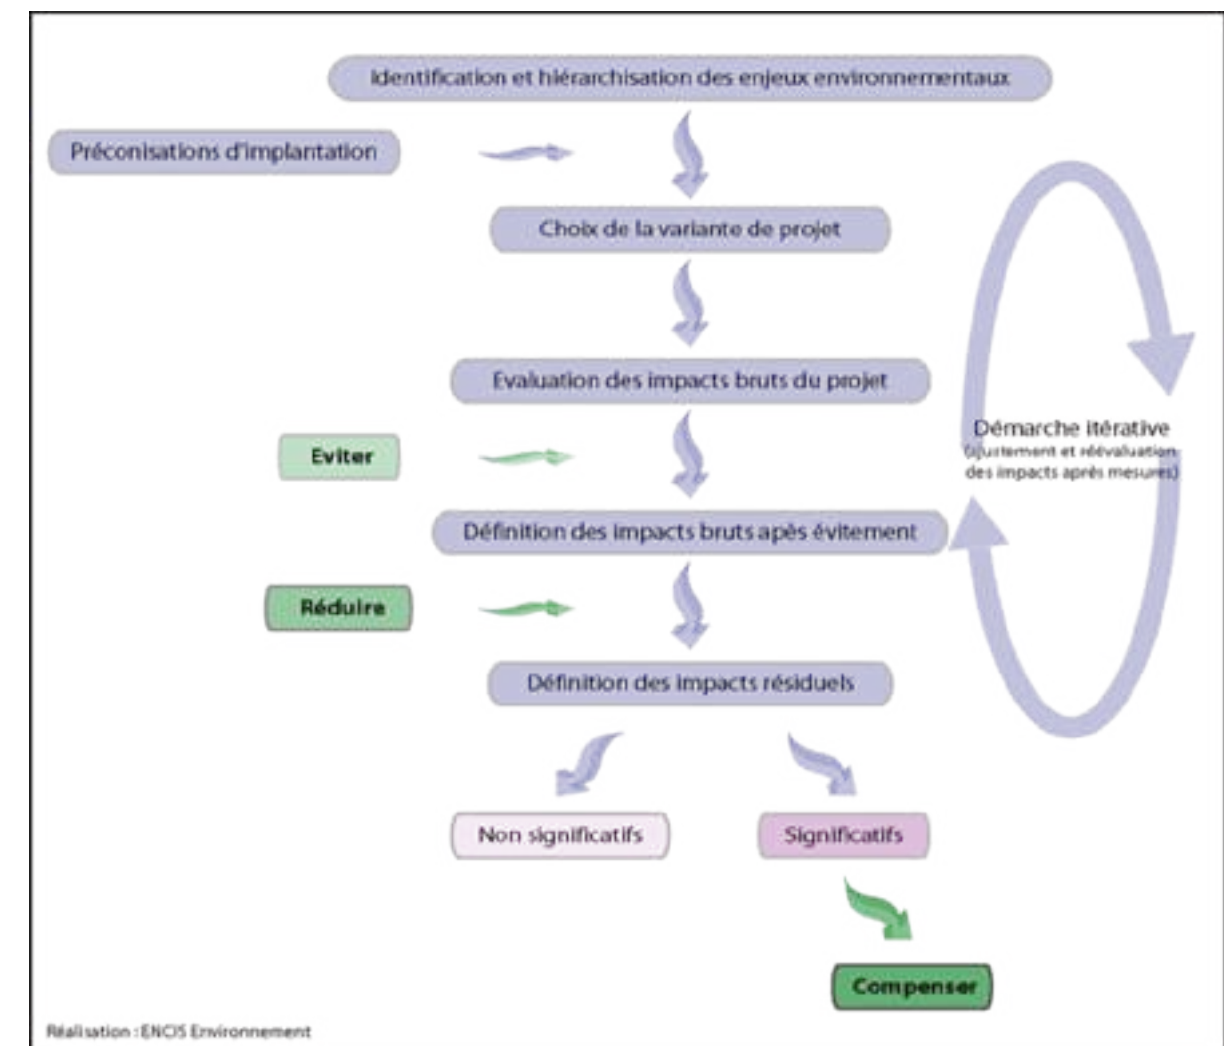 Identification et hiérarchisation des enjeux environnementaux
Préconisations d'implantation
Choix de la variante de projet
Evaluation des impacts bruts du projet
Démarche itérative
(ajustement et réévaluation
des impacts après mesures)
Eviter
Définition des impacts bruts apès évitement
Réduire
Définition des impacts résiduels
Non significatifs
Significatifs
Compenser
Réalisation : ENCIS Environnement